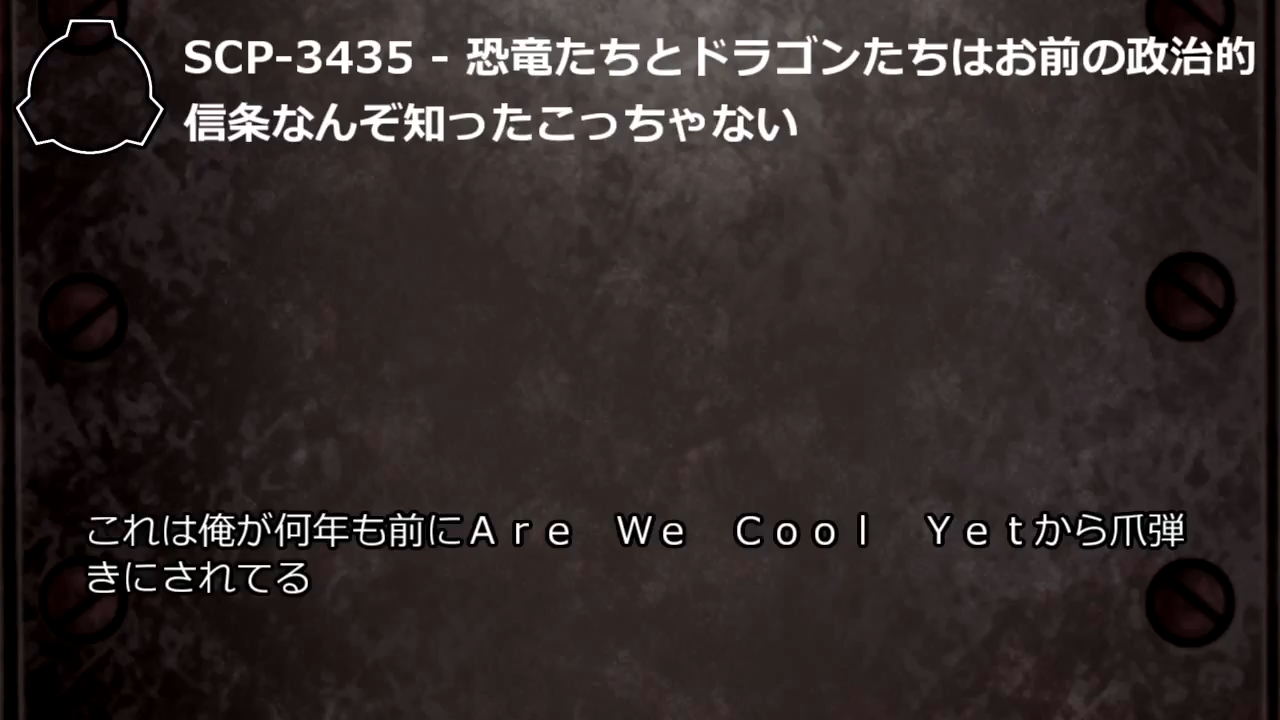 SCP-3435 - 恐竜たちとドラゴンたちはお前の政治的
信条なんぞ知ったこっちゃない
これは俺が何年も前にＡｒｅ　Ｗｅ　Ｃｏｏｌ　Ｙｅｔから爪弾
きにされてる